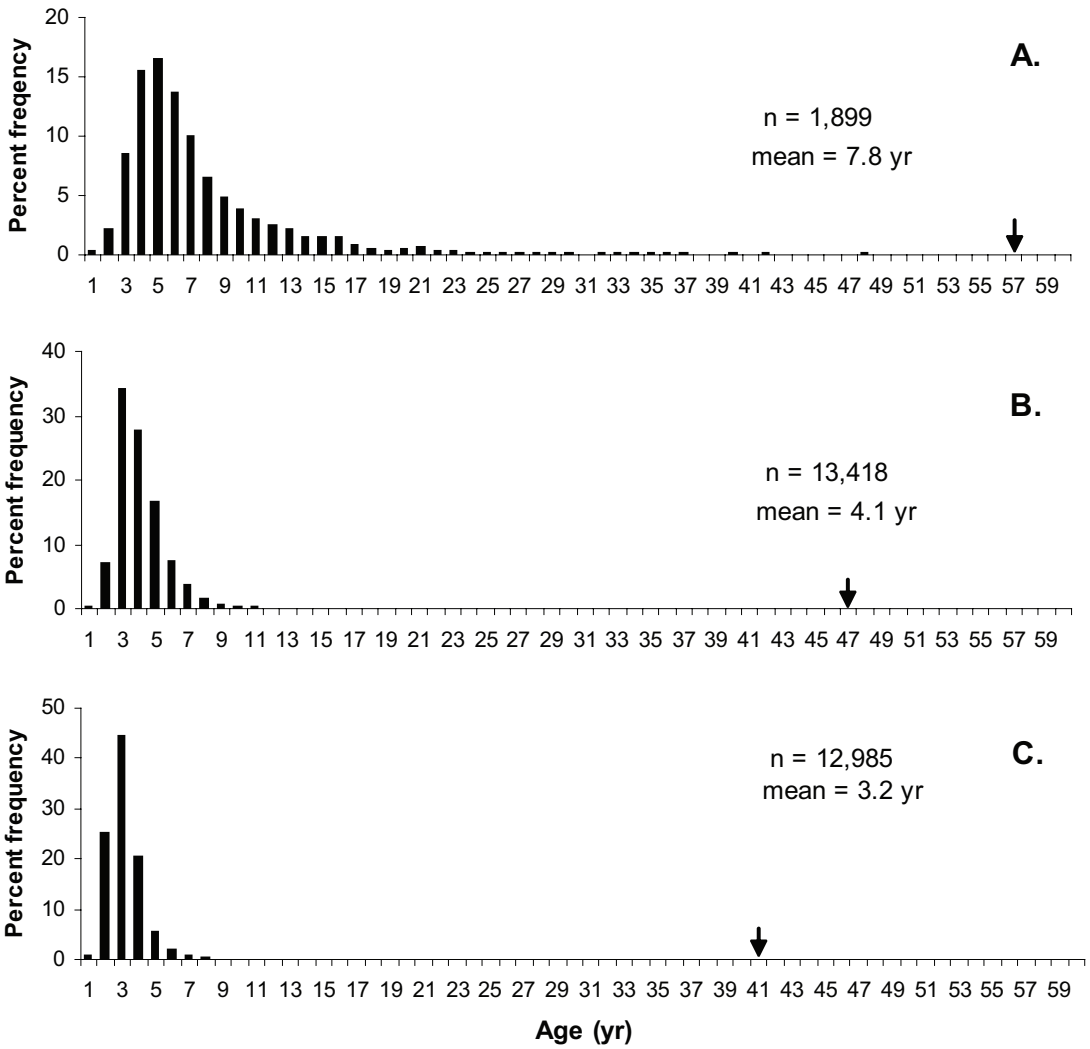 20
15
10
5
0
Percent freqency
A.
n = 1,899
mean = 7.8 yr
1 3 5 7 9 11 13 15 17 19 21 23 25 27 29 31 33 35 37 39 41 43 45 47 49 51 53 55 57 59
40
30
20
10
0
Percent frequency
B.
n = 13,418
mean = 4.1 yr
1 3 5 7 9 11 13 15 17 19 21 23 25 27 29 31 33 35 37 39 41 43 45 47 49 51 53 55 57 59
50
40
30
20
10
0
Percent frequency
C.
n = 12,985
mean = 3.2 yr
1 3 5 7 9 11 13 15 17 19 21 23 25 27 29 31 33 35 37 39 41 43 45 47 49 51 53 55 57 59
Age (yr)